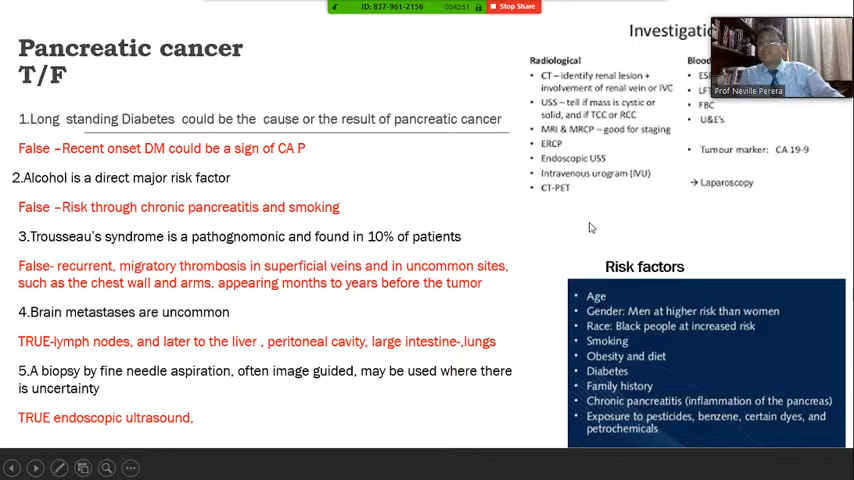 ID: 837-961-2156
00:42:51
Stop Share
Pancreatic cancer
T/F
1.Long standing Diabetes could be the cause or the result of pancreatic cancer
False –Recent onset DM could be a sign of CA P
2.Alcohol is a direct major risk factor
False –Risk through chronic pancreatitis and smoking
3.Trousseau's syndrome is a pathognomonic and found in 10% of patients
False- recurrent, migratory thrombosis in superficial veins and in uncommon sites,
such as the chest wall and arms, appearing months to years before the tumor
4.Brain metastases are uncommon
TRUE-lymph nodes, and later to the liver , peritoneal cavity, large intestine-,lungs
5.A biopsy by fine needle aspiration, often image guided, may be used where there
is uncertainty
TRUE endoscopic ultrasound,
Investigatio
Radiological
• CT – identify renal lesion +
involvement of renal vein or IVC
• USS – tell if mass is cystic or
solid, and if TCC or RCC
• MRI & MRCP – good for staging
• ERCP
• Endoscopic USS
• Intravenous urogram (IVU)
• CT-PET
Blood
• ES
• LF
• FBC
• U&E's
• Tumour marker: CA 19-9
→ Laparoscopy
Prof Neville Perera
Risk factors
• Age
• Gender: Men at higher risk than women
• Race: Black people at increased risk
• Smoking
• Obesity and diet
• Diabetes
• Family history
• Chronic pancreatitis (inflammation of the pancreas)
• Exposure to pesticides, benzene, certain dyes, and
petrochemicals